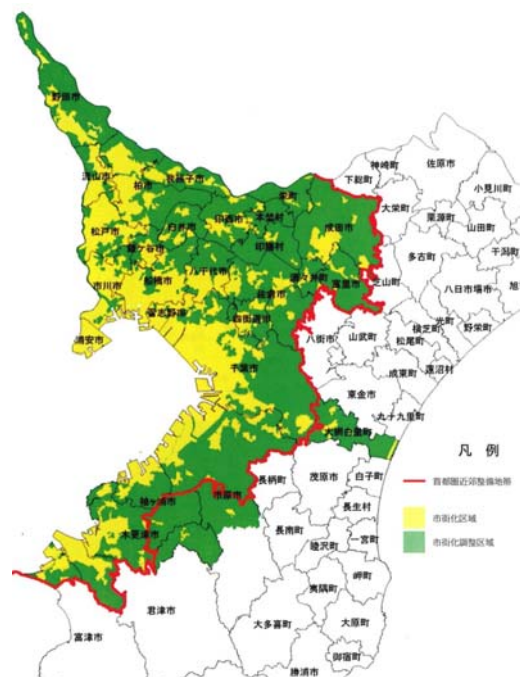 野田市
流山市
柏市
我孫子市
松戸市
鎌ケ谷市
白井市
印西市
本埜村
栄町
印旛村
成田市
下総町
神崎町
佐原市
大栄町
小見川町
栗源町
山田町
干潟町
多古町
芝山町
富里市
八日市場市
旭
光町
野栄町
横芝町
松尾町
蓮沼村
成東町
山武町
八街市
酒々井町
佐倉市
八千代市
船橋市
市川市
浦安市
習志野市
四街道市
千葉市
東金市
九十九里町
大網白里町
凡 例
首都圏近郊整備地帯
市街化区域
市街化調整区域
白子町
茂原市
長柄町
市原市
袖ヶ浦市
木更津市
長生村
一宮町
長南町
睦沢町
岬町
夷隅町
大原町
大多喜町
君津市
富津市
御宿町
勝浦市